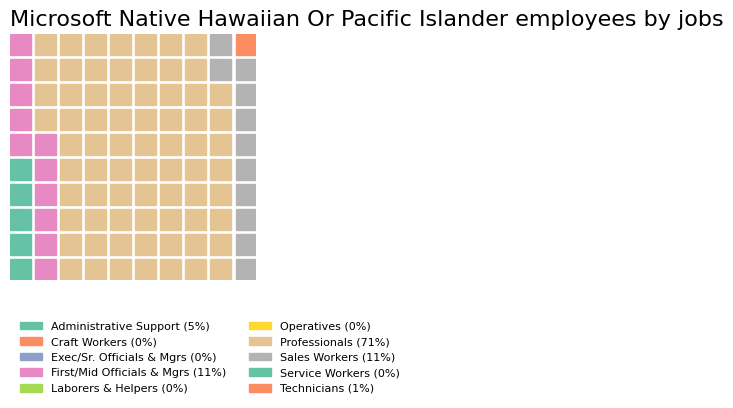 Microsoft Native Hawaiian Or Pacific Islander employees by jobs
Administrative Support (5%)
Craft Workers (0%)
Exec/Sr. Officials & Mgrs (0%)
First/Mid Officials & Mgrs (11%)
Laborers & Helpers (0%)
Operatives (0%)
Professionals (71%)
Sales Workers (11%)
Service Workers (0%)
Technicians (1%)